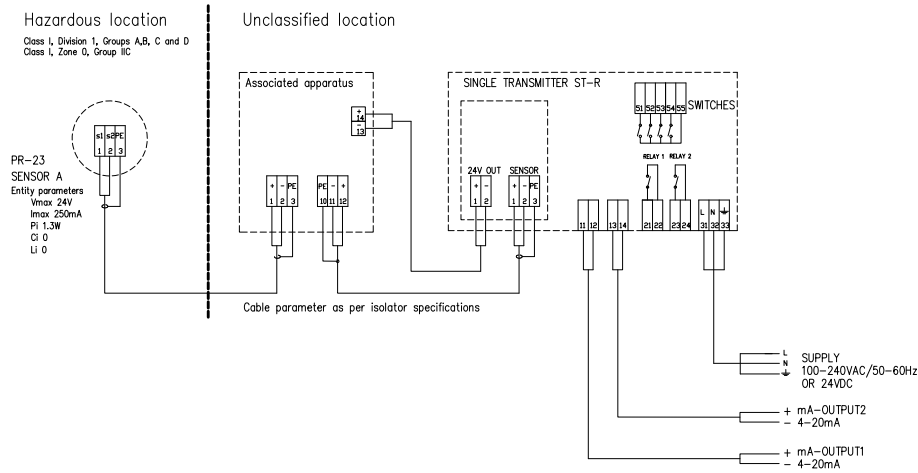 Hazardous location
Class I, Division 1, Groups A,B, C and D
Class I, Zone 0, Group IIC
Unclassified location
Associated apparatus
+
14
-
13
SINGLE TRANSMITTER ST-R
51 52 53 54 55
SWITCHES
s1 s2 PE
1 2 3
PR-23
SENSOR A
Entity parameters
Vmax 24V
Imax 250mA
Pi 1.3W
Ci 0
Li 0
RELAY 1 RELAY 2
24V OUT SENSOR
+ - PE
1 2 3
PE - +
10 11 12
+ -
1 2
+ - PE
1 2 3
11 12
13 14
21 22
23 24
L N ⏚
31 32 33
Cable parameter as per isolator specifications
L
N
⏚
SUPPLY
100-240VAC/50-60Hz
OR 24VDC
+ mA-OUTPUT2
- 4-20mA
+ mA-OUTPUT1
- 4-20mA